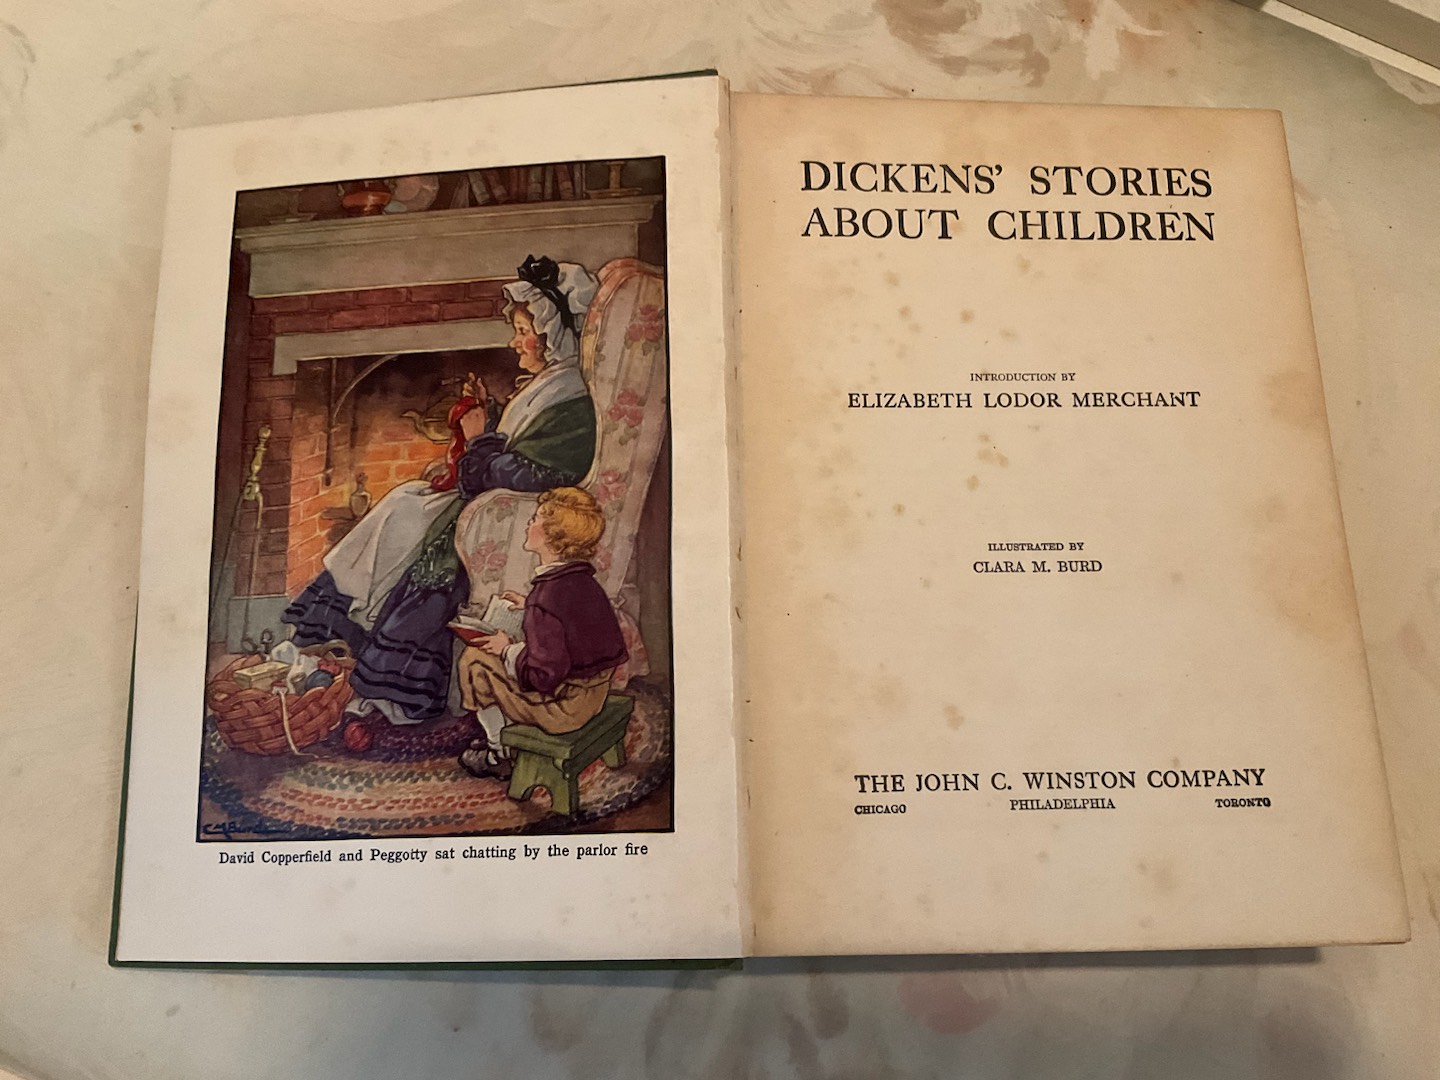 C M Burd
David Copperfield and Peggotty sat chatting by the parlor fire
DICKENS’ STORIES
ABOUT CHILDREN
INTRODUCTION BY
ELIZABETH LODOR MERCHANT
ILLUSTRATED BY
CLARA M. BURD
THE JOHN C. WINSTON COMPANY
CHICAGO PHILADELPHIA TORONTO